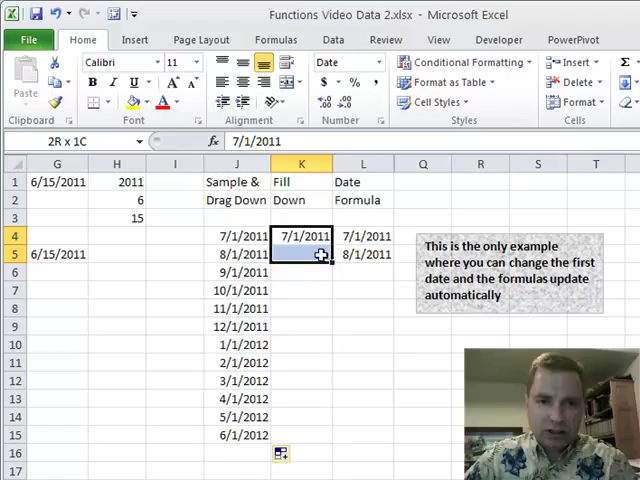 Functions Video Data 2.xlsx - Microsoft Excel
File Home Insert Page Layout Formulas Data Review View Developer PowerPivot
Paste Calibri 11 Date Conditional Formatting Insert Σ
B I U $ % , Format as Table Delete
Cell Styles Format
Clipboard Font Alignment Number Styles Cells
2R x 1C fx 7/1/2011
G H I J K L Q R S T
1 6/15/2011 2011 Sample & Fill Date
2 6 Drag Down Down Formula
3 15
4 7/1/2011 7/1/2011 7/1/2011
5 6/15/2011 8/1/2011 8/1/2011
6 9/1/2011
7 10/1/2011
8 11/1/2011
9 12/1/2011
10 1/1/2012
11 2/1/2012
12 3/1/2012
13 4/1/2012
14 5/1/2012
15 6/1/2012
16
17
This is the only example
where you can change the first
date and the formulas update
automatically